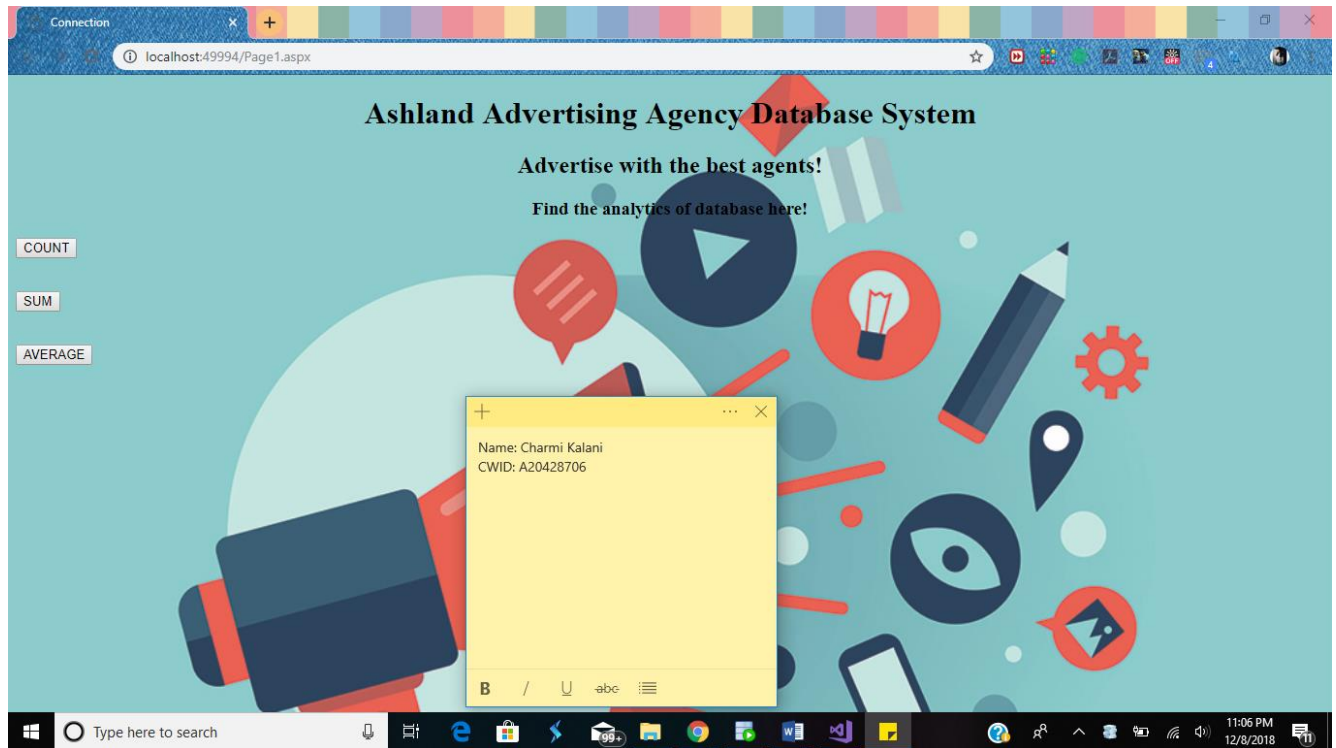 Connection
localhost:49994/Page1.aspx
OFF
4
Ashland Advertising Agency Database System
Advertise with the best agents!
Find the analytics of database here!
COUNT
SUM
AVERAGE
Name: Charmi Kalani
CWID: A20428706
B / U abc
Type here to search
99+
11:06 PM
12/8/2018
11